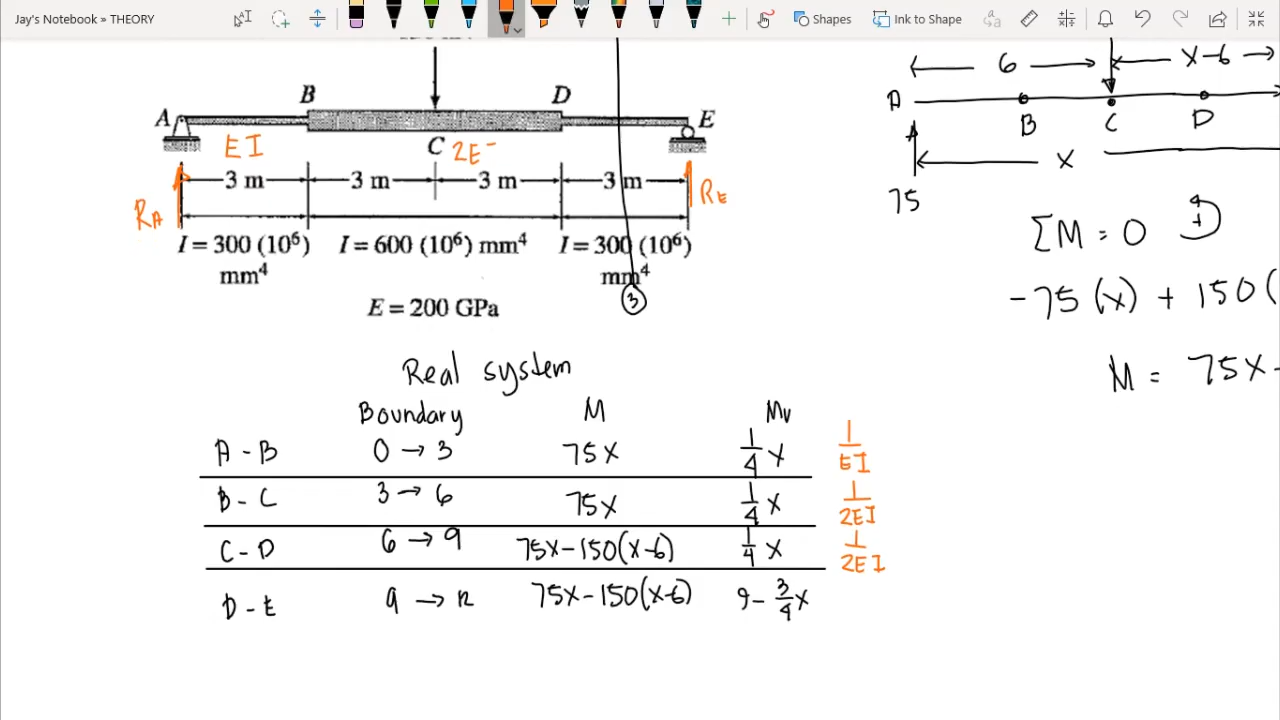 Jay's Notebook » THEORY
Shapes
Ink to Shape
A
B
D
E
C
EI
2E
3 m
3 m
3 m
3 m
RA
RE
I = 300 (10⁶) mm⁴
I = 600 (10⁶) mm⁴
I = 300 (10⁶) mm⁴
3
E = 200 GPa
6
x-6
A
B
C
D
x
75
ΣM = 0
+
-75(x) + 150(
M = 75x-
Real system
Boundary M Mv
A - B 0 → 3 75x 1/4 x 1/EI
B - C 3 → 6 75x 1/4 x 1/2EI
C - D 6 → 9 75x-150(x-6) 1/4 x 1/2EI
D - E 9 → 12 75x-150(x-6) 9 - 3/4 x